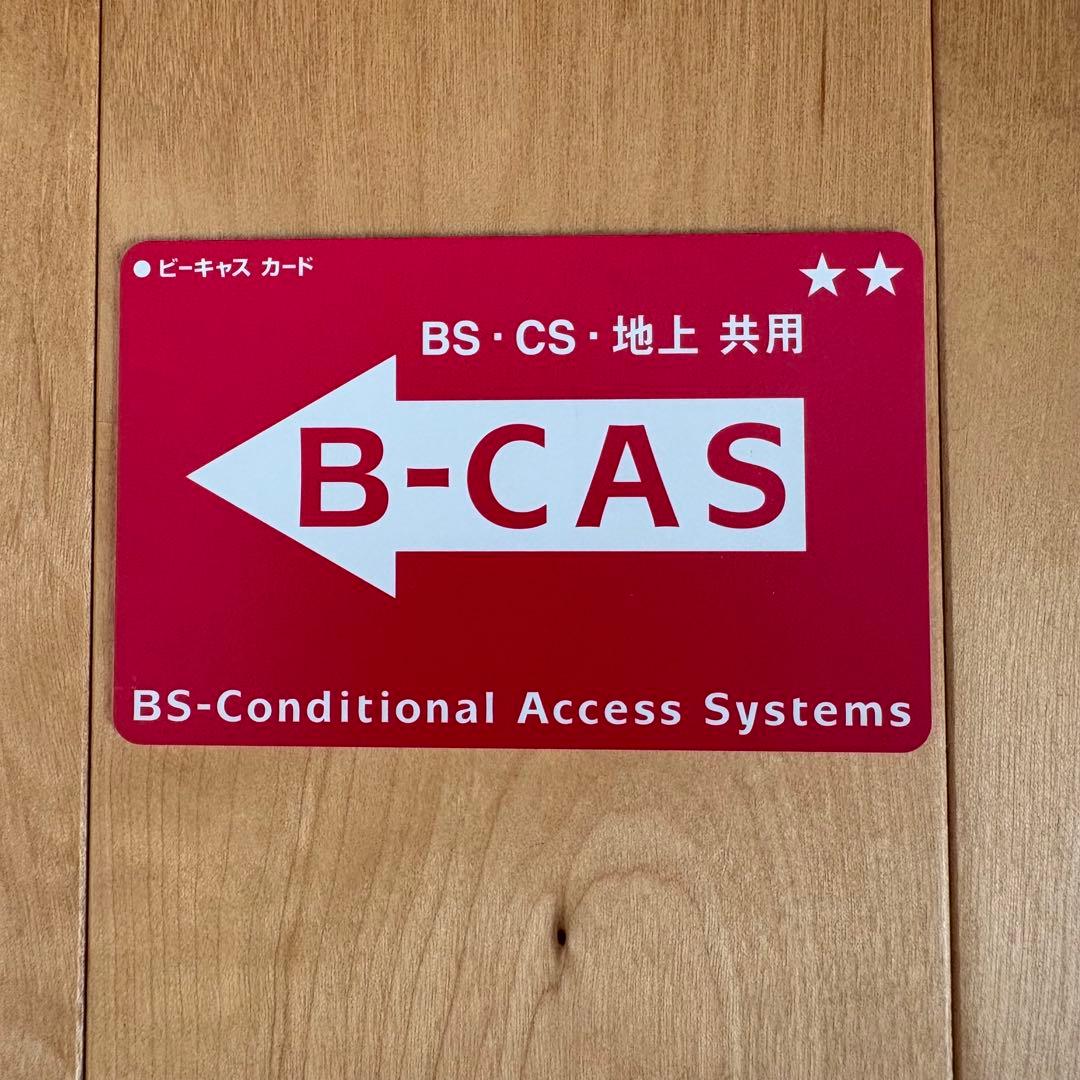 ●ビーキャス カード
★★
BS・CS・地上 共用
B-CAS
BS-Conditional Access Systems